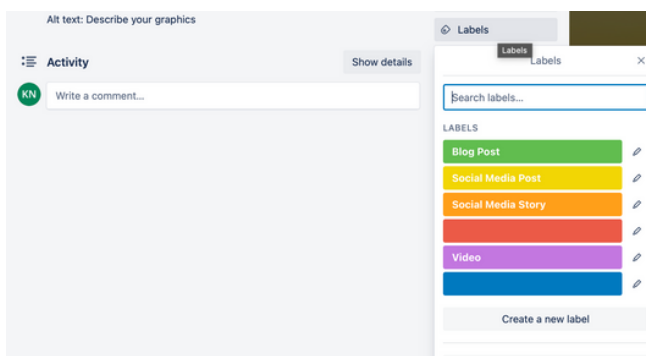 Alt text: Describe your graphics
Activity
Show details
KN
Write a comment...
Labels
Labels
Labels
Search labels...
LABELS
Blog Post
Social Media Post
Social Media Story
Video
Create a new label